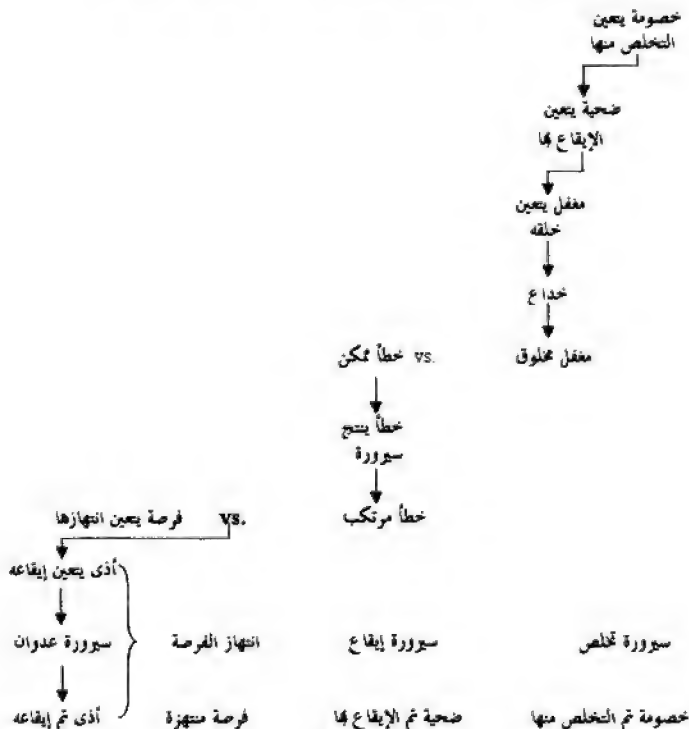 خصومة يتعين
التخلص منها
ضحية يتعين
الإيقاع بها
مغفل يتعين
خلقه
خداع
مغفل مخلوق vs. خطأ ممكن
خطأ ينتج
سيرورة
خطأ مرتكب vs. فرصة يتعين انتهازها
أذى يتعين إيقاعه
سيرورة تخلص سيرورة إيقاع انتهاز الفرصة سيرورة عدوان
خصومة تم التخلص منها ضحية تم الإيقاع بها فرصة منتهزة أذى تم إيقاعه